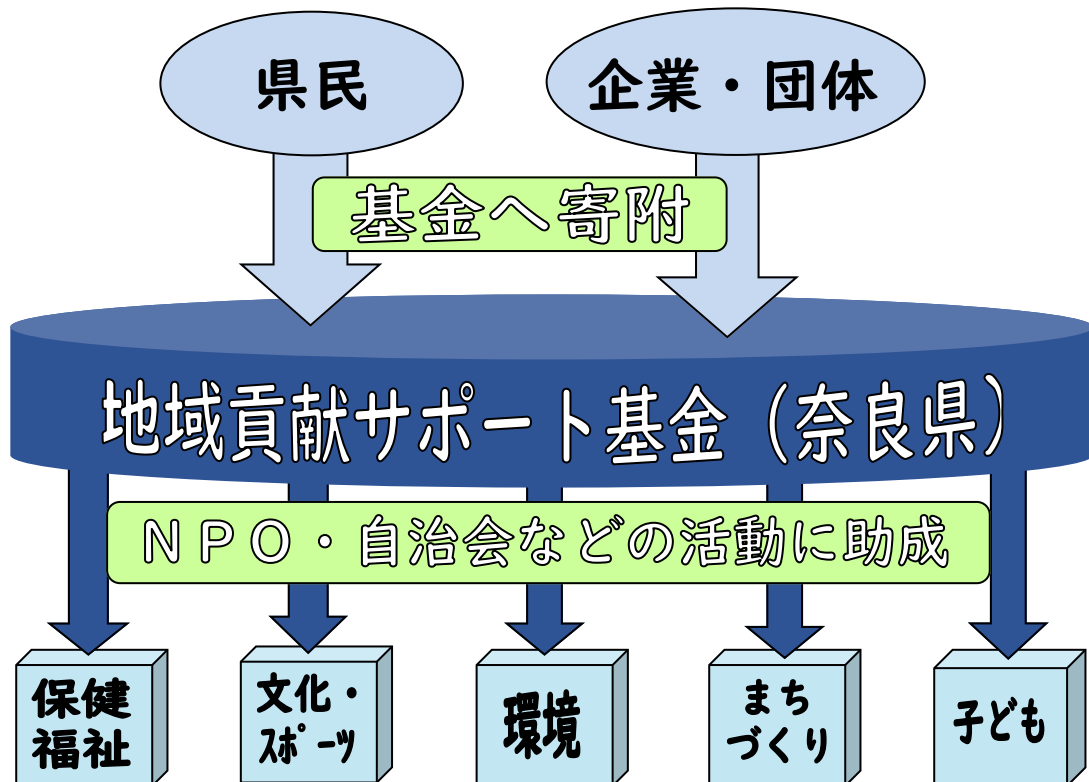 県民
企業・団体
基金へ寄附
地域貢献サポート基金（奈良県）
ＮＰＯ・自治会などの活動に助成
保健
福祉
文化・
ｽﾎﾟｰﾂ
環境
まち
づくり
子ども